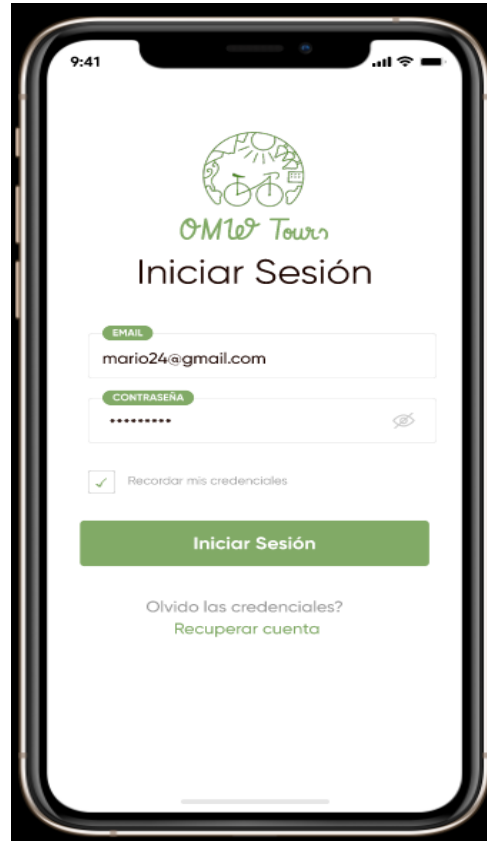 9:41
OMW Tours
Iniciar Sesión
EMAIL
mario24@gmail.com
CONTRASEÑA
•••••••••
Recordar mis credenciales
Iniciar Sesión
Olvido las credenciales?
Recuperar cuenta